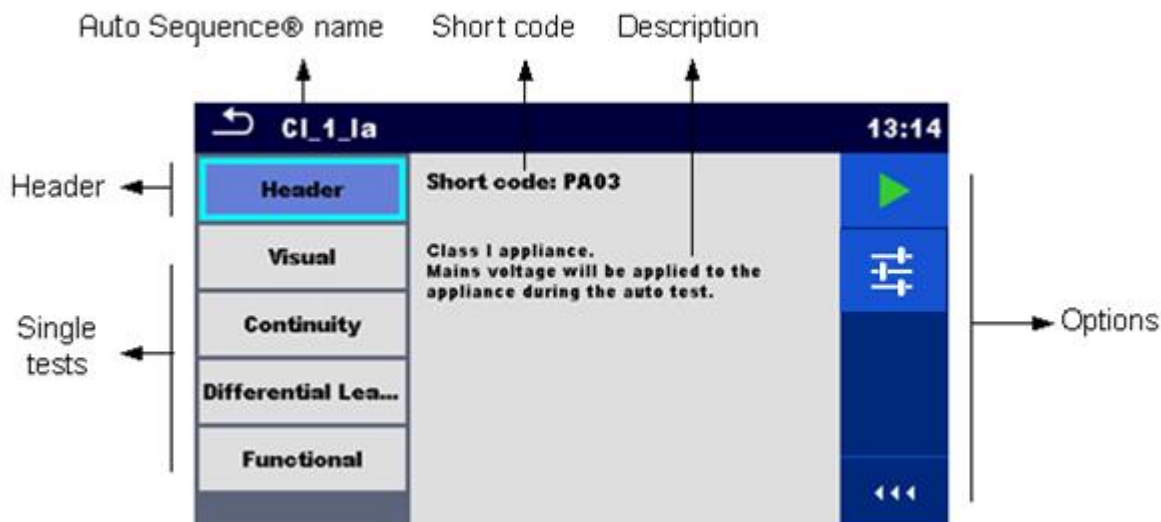 Auto Sequence® name Short code Description
Cl_1_Ia 13:14
Header Header Short code: PA03
Visual Class I appliance.
Mains voltage will be applied to the
appliance during the auto test.
Single
tests
Continuity
Options
Differential Lea...
Functional